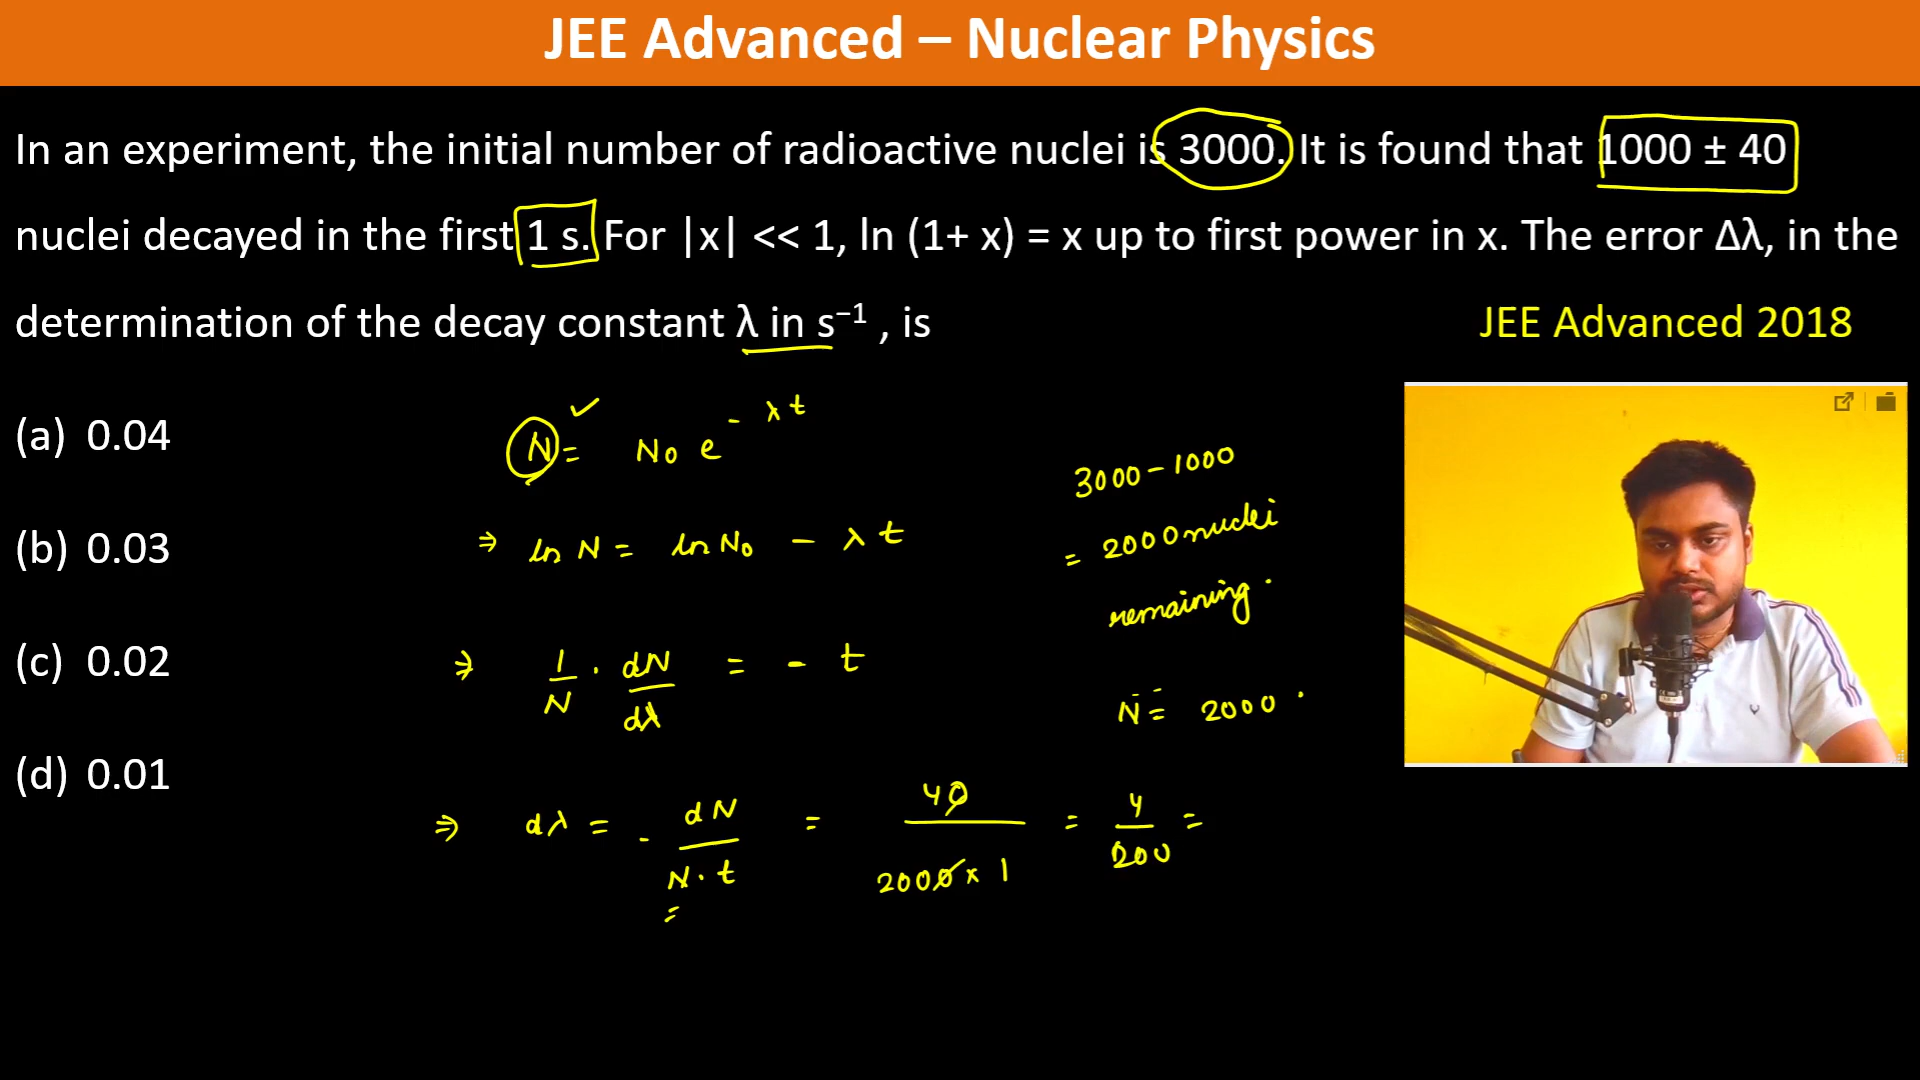 JEE Advanced – Nuclear Physics
In an experiment, the initial number of radioactive nuclei is 3000. It is found that 1000 ± 40
nuclei decayed in the first 1 s. For |x| << 1, ln (1+ x) = x up to first power in x. The error Δλ, in the
determination of the decay constant λ in s⁻¹ , is
JEE Advanced 2018
(a) 0.04
(b) 0.03
(c) 0.02
(d) 0.01
N = N₀ e^(-λt)
⇒ ln N = ln N₀ - λ t
⇒ 1/N . dN/dλ = - t
⇒ dλ = - dN/(N.t) = 40/(2000 x 1) = 4/200 =
3000 - 1000
= 2000 nuclei
remaining.
N = 2000.